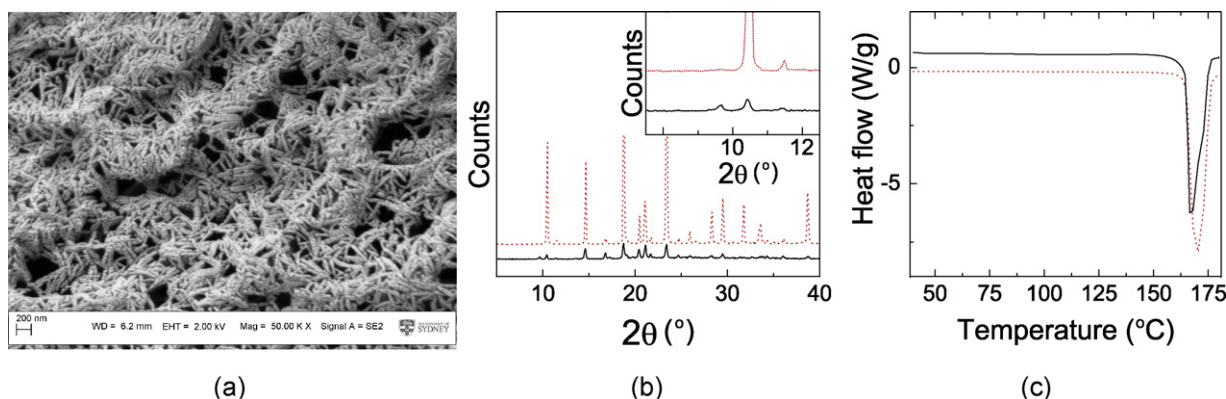 200 nm
WD = 6.2 mm EHT = 2.00 kV Mag = 50.00 K X Signal A = SE2
SYDNEY
(a)
Counts
10
20
30
40
2θ (°)
Counts
8
10
12
2θ (°)
(b)
Heat flow (W/g)
0
-5
50
75
100
125
150
175
Temperature (°C)
(c)